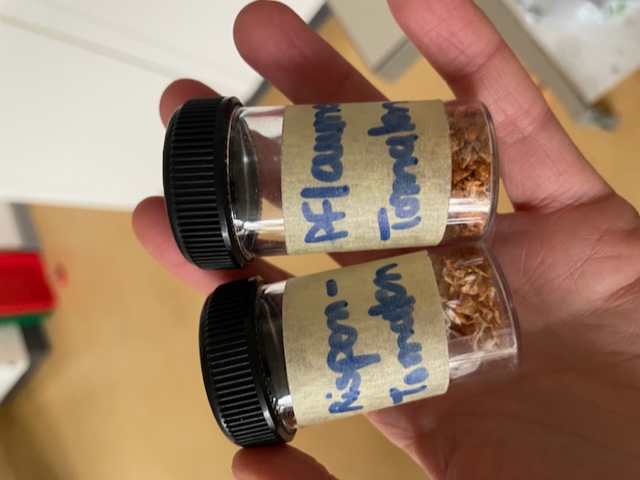 Pflaum
Tomaten
Rispen-
Tomaten